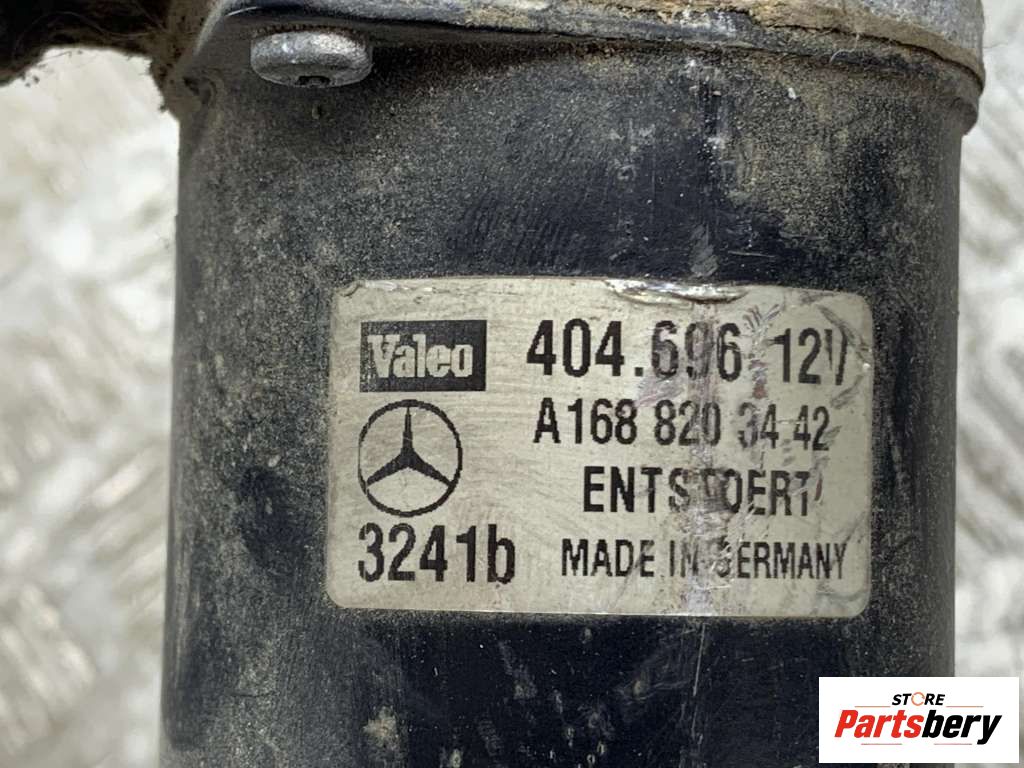 Valeo 404.696 12V
A168 820 34 42
ENTSTOERT
3241b MADE IN GERMANY
STORE
Partsbery